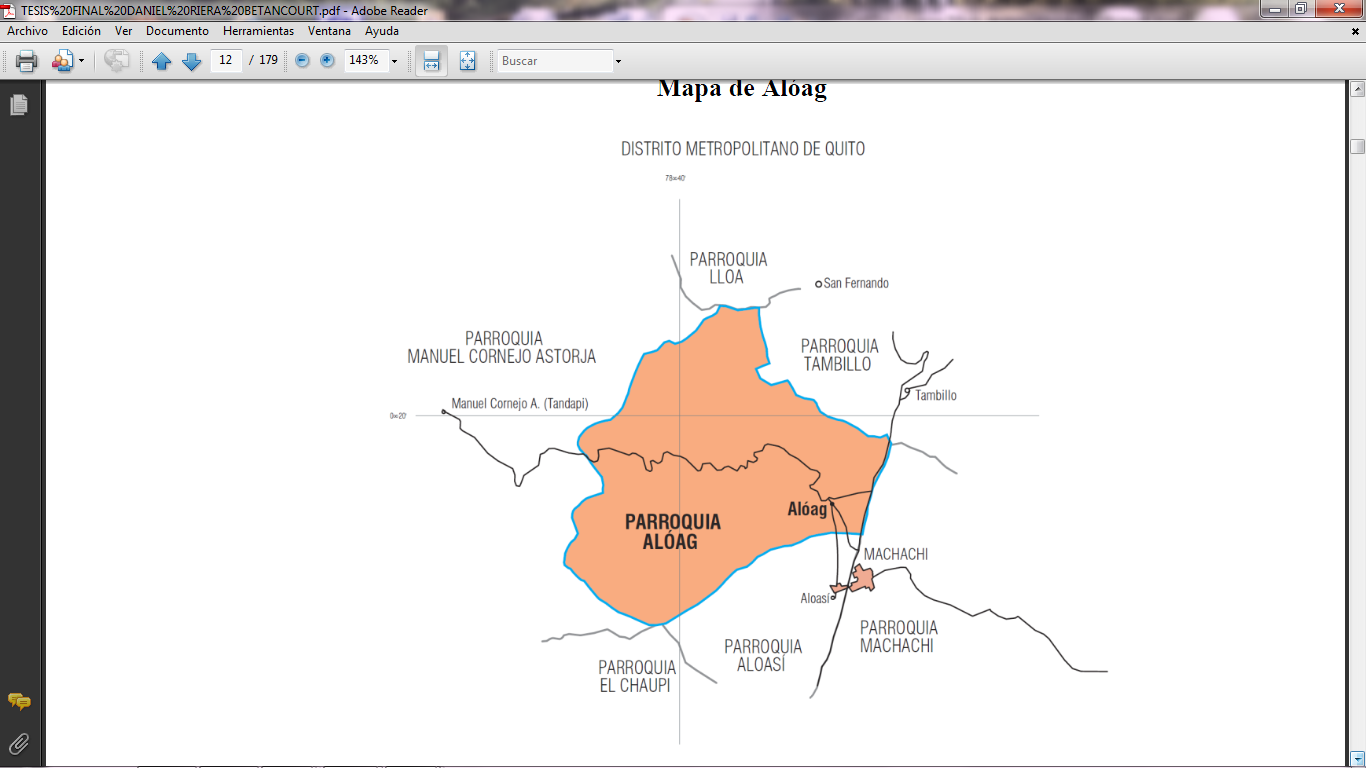 TESIS%20FINAL%20DANIEL%20RIERA%20BETANCOURT.pdf - Adobe Reader
Archivo Edición Ver Documento Herramientas Ventana Ayuda
12 / 179 143% Buscar
Mapa de Alóag
DISTRITO METROPOLITANO DE QUITO
78=40'
PARROQUIA
LLOA
San Fernando
PARROQUIA
MANUEL CORNEJO ASTORJA
PARROQUIA
TAMBILLO
Tambillo
Manuel Cornejo A. (Tandapi)
0=20'
Alóag
PARROQUIA
ALÓAG
MACHACHI
Aloasí
PARROQUIA
MACHACHI
PARROQUIA
ALOASÍ
PARROQUIA
EL CHAUPI